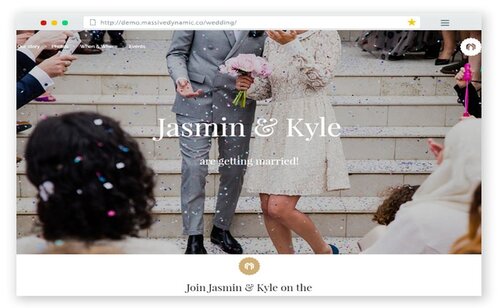 http://demo.massivedynamic.co/wedding/
Our story Photos When & Where Events
Jasmin & Kyle
are getting married!
Join Jasmin & Kyle on the